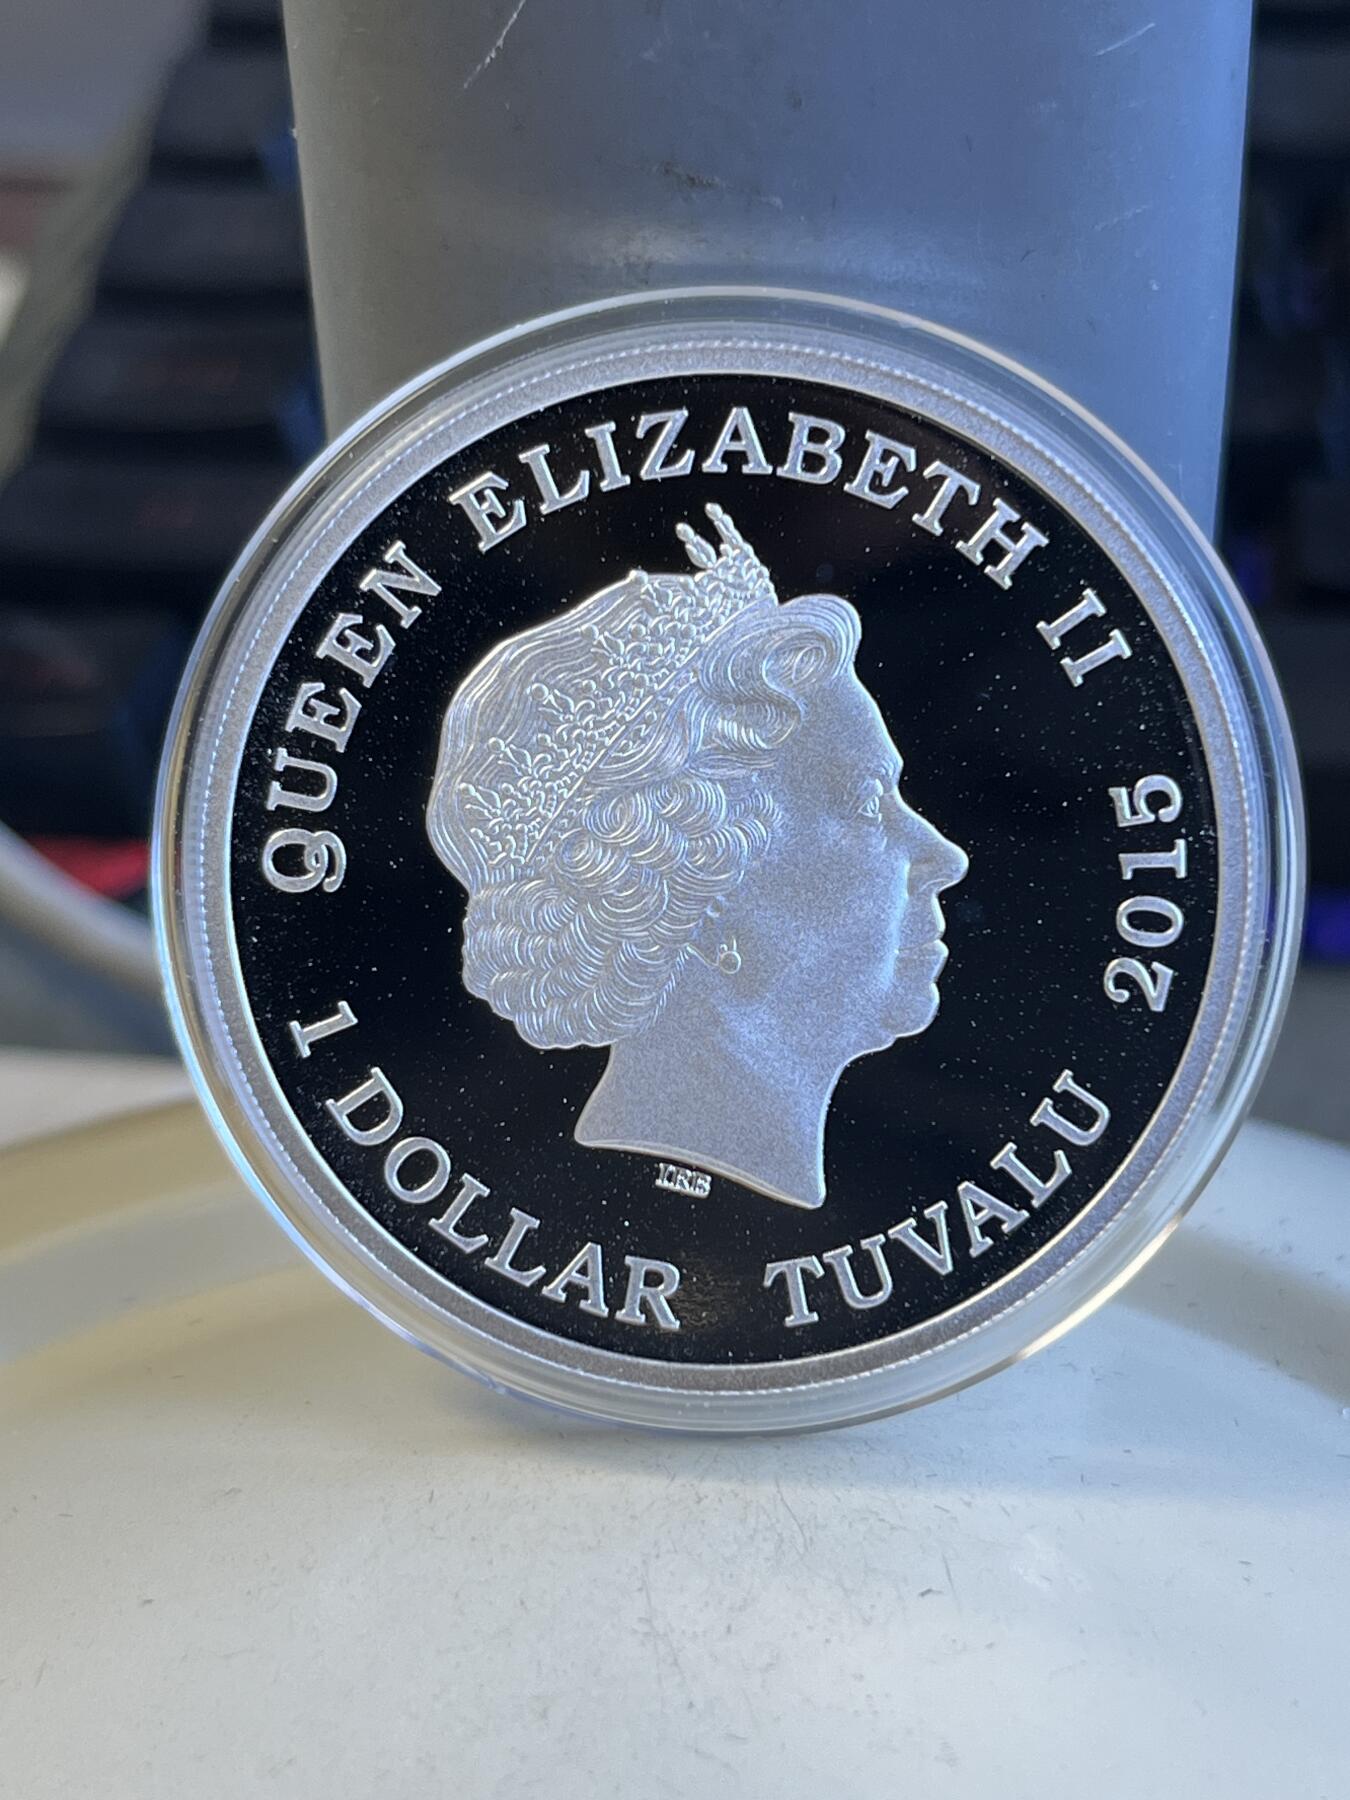 QUEEN ELIZABETH II
2015
1 DOLLAR TUVALU
IRB